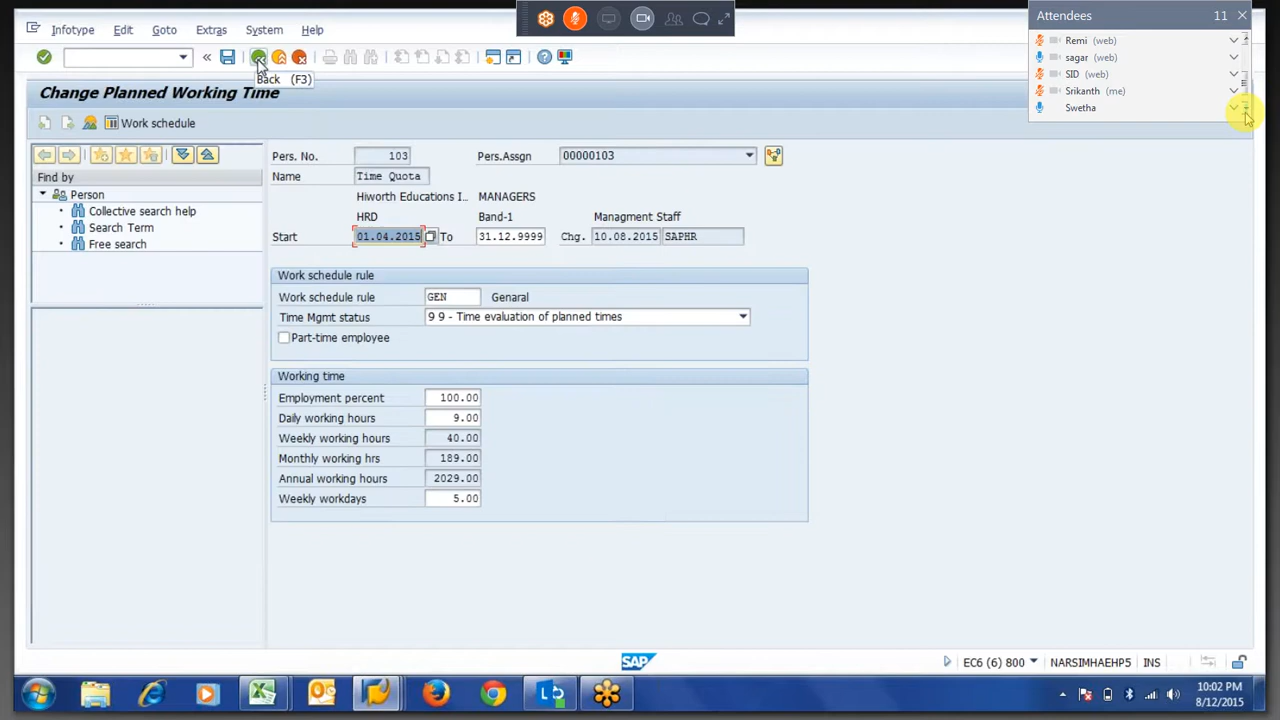 Infotype Edit Goto Extras System Help
Attendees 11
Remi (web)
sagar (web)
SID (web)
Srikanth (me)
Swetha
Back (F3)
Change Planned Working Time
Work schedule
Find by
Person
Collective search help
Search Term
Free search
Pers. No. 103 Pers.Assgn 00000103
Name Time Quota
Hiworth Educations I.. MANAGERS
HRD Band-1 Managment Staff
Start 01.04.2015 To 31.12.9999 Chg. 10.08.2015 SAPHR
Work schedule rule
Work schedule rule GEN Genaral
Time Mgmt status 9 9 - Time evaluation of planned times
Part-time employee
Working time
Employment percent 100.00
Daily working hours 9.00
Weekly working hours 40.00
Monthly working hrs 189.00
Annual working hours 2029.00
Weekly workdays 5.00
SAP EC6 (6) 800 NARSIMHAEHP5 INS
10:02 PM
8/12/2015